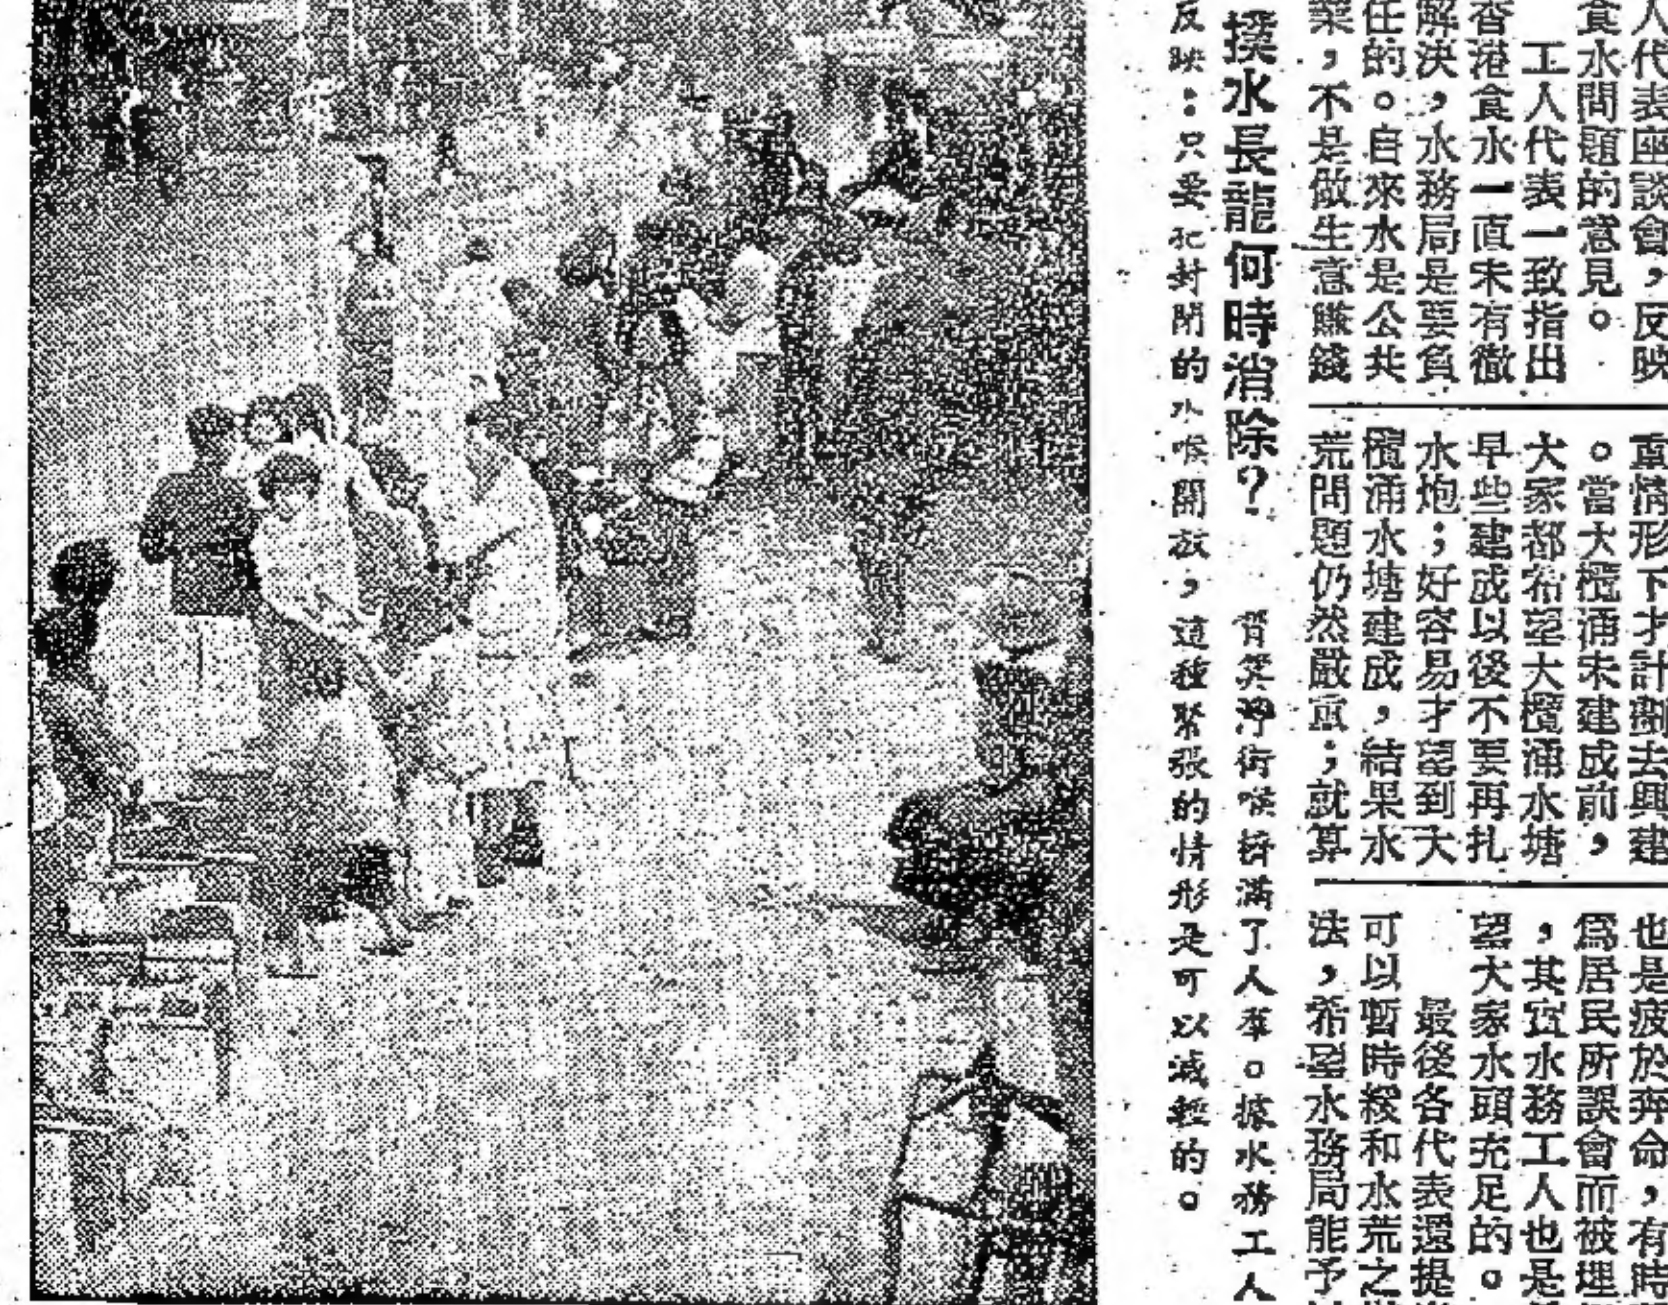 人代表座談會，反映
食水問題的意見。
工人代表一致指出
香港食水一直未有徹
解決，水務局是要負
任的。自來水是公共
業，不是做生意賺錢
重情形下才計劃去興建
。當大欖涌未建成前，
大家都希望大欖涌水塘
早些建成以後不要再扎
水炮；好容易才望到大
欖涌水塘建成，結果水
荒問題仍然嚴重；就算
也是疲於奔命，有時
為居民所誤會而被埋
，其實水務工人也是
望大家水頭充足的。
最後各代表還提
可以暫時緩和水荒之
法，希望水務局能予
撲水長龍何時消除？
街喉擠滿了人羣。據水務工人
反映：只要把封閉的水喉開放，這種緊張的情形是可以減輕的。